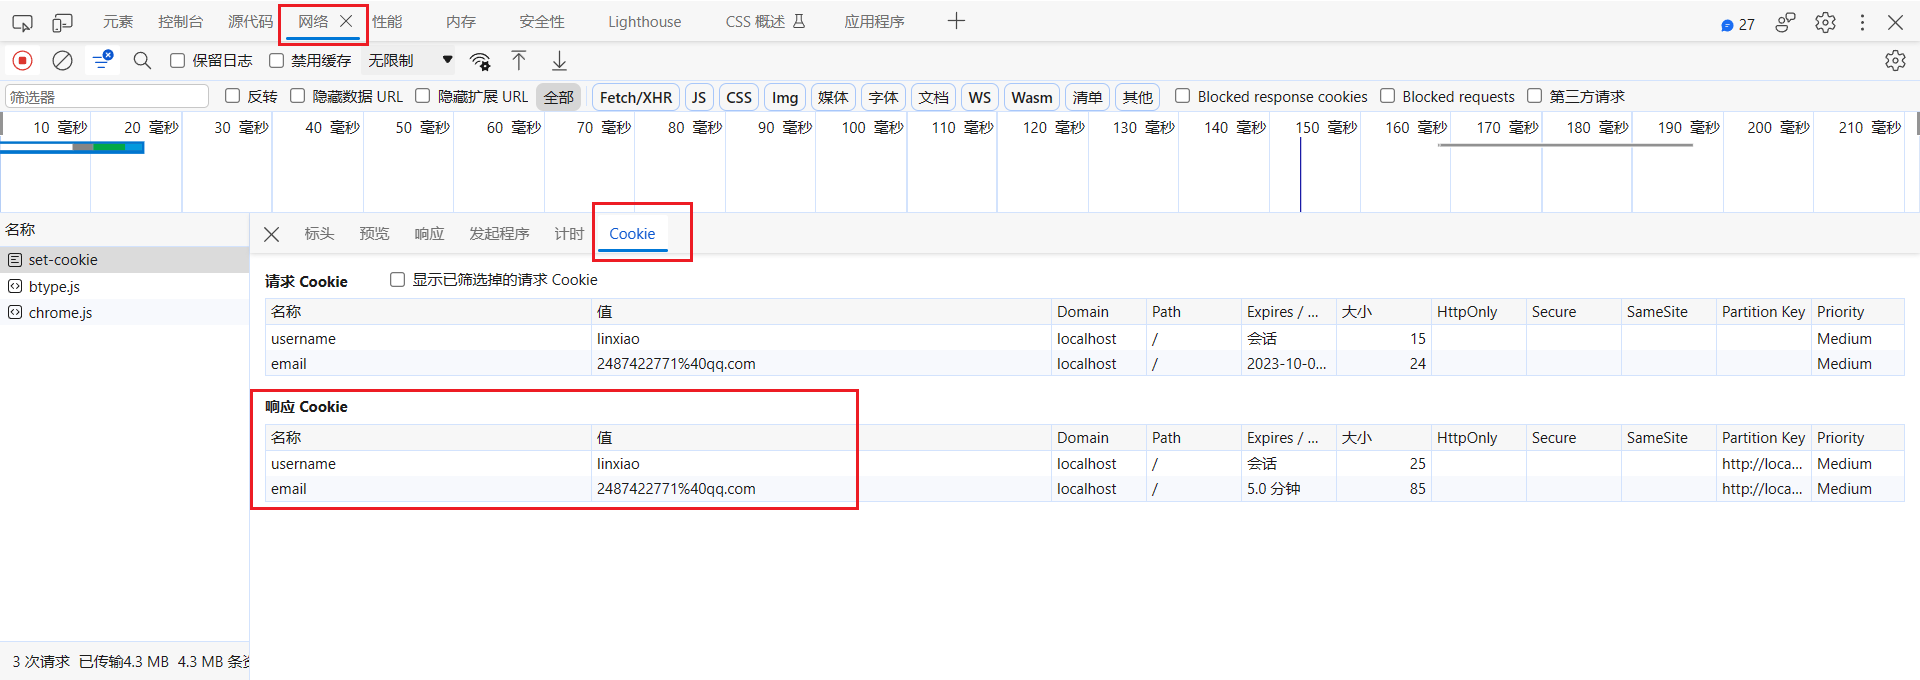 元素 控制台 源代码 网络 性能 内存 安全性 Lighthouse CSS 概述 应用程序 27
保留日志 禁用缓存 无限制
筛选器 反转 隐藏数据 URL 隐藏扩展 URL 全部 Fetch/XHR JS CSS Img 媒体 字体 文档 WS Wasm 清单 其他 Blocked response cookies Blocked requests 第三方请求
10 毫秒 20 毫秒 30 毫秒 40 毫秒 50 毫秒 60 毫秒 70 毫秒 80 毫秒 90 毫秒 100 毫秒 110 毫秒 120 毫秒 130 毫秒 140 毫秒 150 毫秒 160 毫秒 170 毫秒 180 毫秒 190 毫秒 200 毫秒 210 毫秒
名称
set-cookie
btype.js
chrome.js
标头 预览 响应 发起程序 计时 Cookie
请求 Cookie 显示已筛选掉的请求 Cookie
名称 值 Domain Path Expires / ... 大小 HttpOnly Secure SameSite Partition Key Priority
username linxiao localhost / 会话 15 Medium
email 2487422771%40qq.com localhost / 2023-10-0... 24 Medium
响应 Cookie
名称 值 Domain Path Expires / ... 大小 HttpOnly Secure SameSite Partition Key Priority
username linxiao localhost / 会话 25 http://loca... Medium
email 2487422771%40qq.com localhost / 5.0 分钟 85 http://loca... Medium
3 次请求 已传输4.3 MB 4.3 MB 条